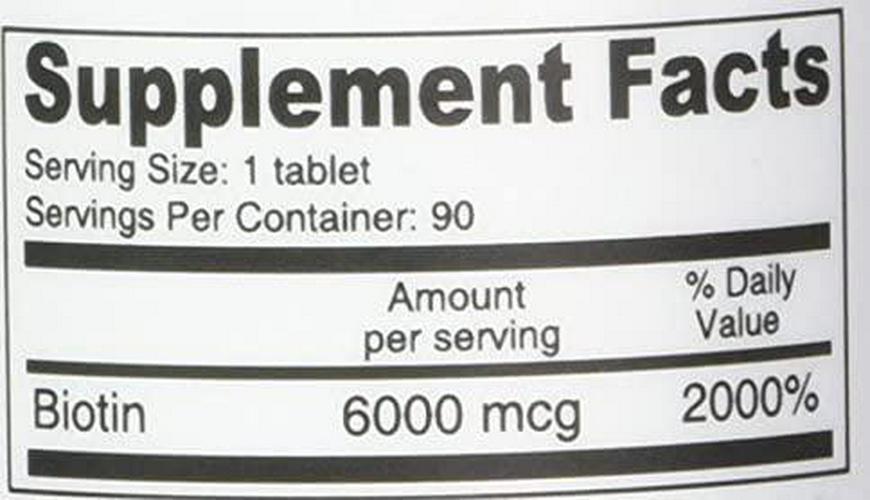 Supplement Facts
Serving Size: 1 tablet
Servings Per Container: 90
Amount
per serving
% Daily
Value
Biotin 6000 mcg 2000%